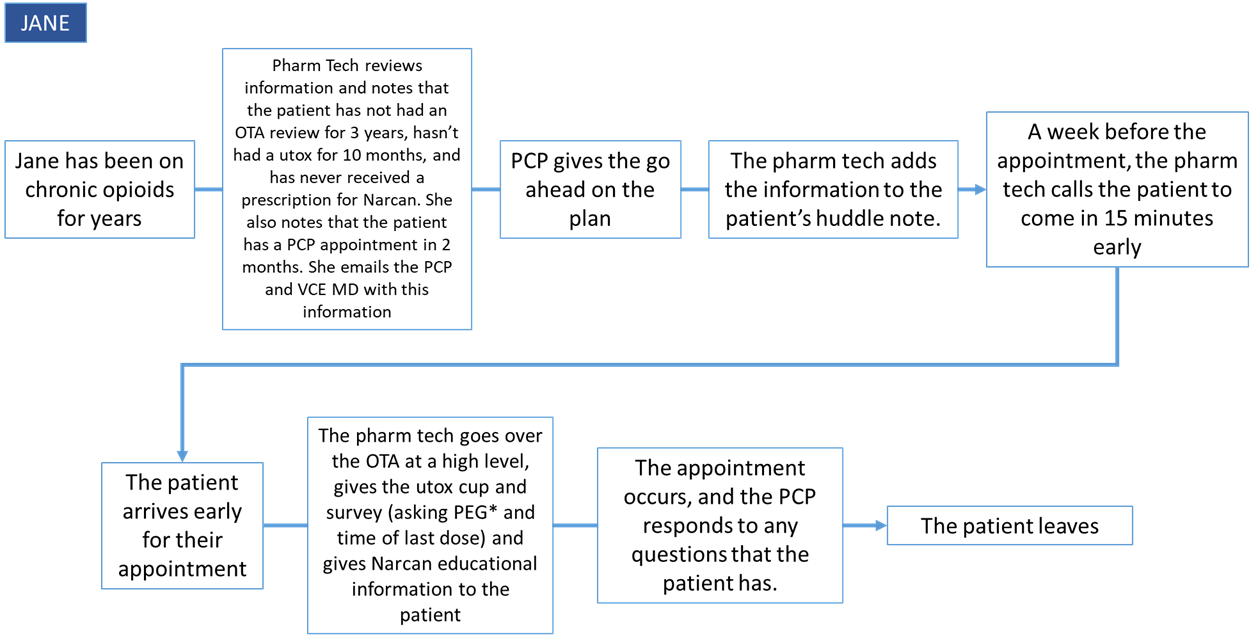 JANE
Jane has been on
chronic opioids
for years
Pharm Tech reviews
information and notes that
the patient has not had an
OTA review for 3 years, hasn’t
had a utox for 10 months, and
has never received a
prescription for Narcan. She
also notes that the patient
has a PCP appointment in 2
months. She emails the PCP
and VCE MD with this
information
PCP gives the go
ahead on the
plan
The pharm tech adds
the information to the
patient’s huddle note.
A week before the
appointment, the pharm
tech calls the patient to
come in 15 minutes
early
The patient
arrives early
for their
appointment
The pharm tech goes over
the OTA at a high level,
gives the utox cup and
survey (asking PEG* and
time of last dose) and
gives Narcan educational
information to the
patient
The appointment
occurs, and the PCP
responds to any
questions that the
patient has.
The patient leaves